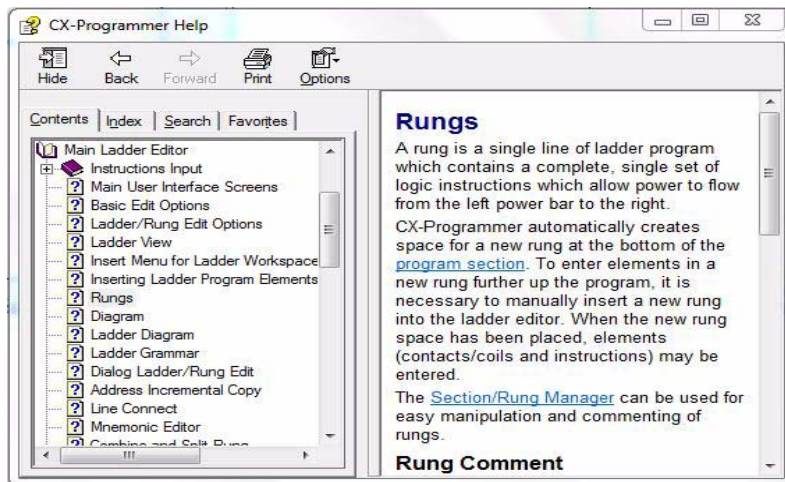 CX-Programmer Help
Hide Back Forward Print Options
Contents Index Search Favorites
Main Ladder Editor
Instructions Input
Main User Interface Screens
Basic Edit Options
Ladder/Rung Edit Options
Ladder View
Insert Menu for Ladder Workspace
Inserting Ladder Program Elements
Rungs
Diagram
Ladder Diagram
Ladder Grammar
Dialog Ladder/Rung Edit
Address Incremental Copy
Line Connect
Mnemonic Editor
Combine and Split Rung
Rungs
A rung is a single line of ladder program
which contains a complete, single set of
logic instructions which allow power to flow
from the left power bar to the right.
CX-Programmer automatically creates
space for a new rung at the bottom of the
program section. To enter elements in a
new rung further up the program, it is
necessary to manually insert a new rung
into the ladder editor. When the new rung
space has been placed, elements
(contacts/coils and instructions) may be
entered.
The Section/Rung Manager can be used for
easy manipulation and commenting of
rungs.
Rung Comment